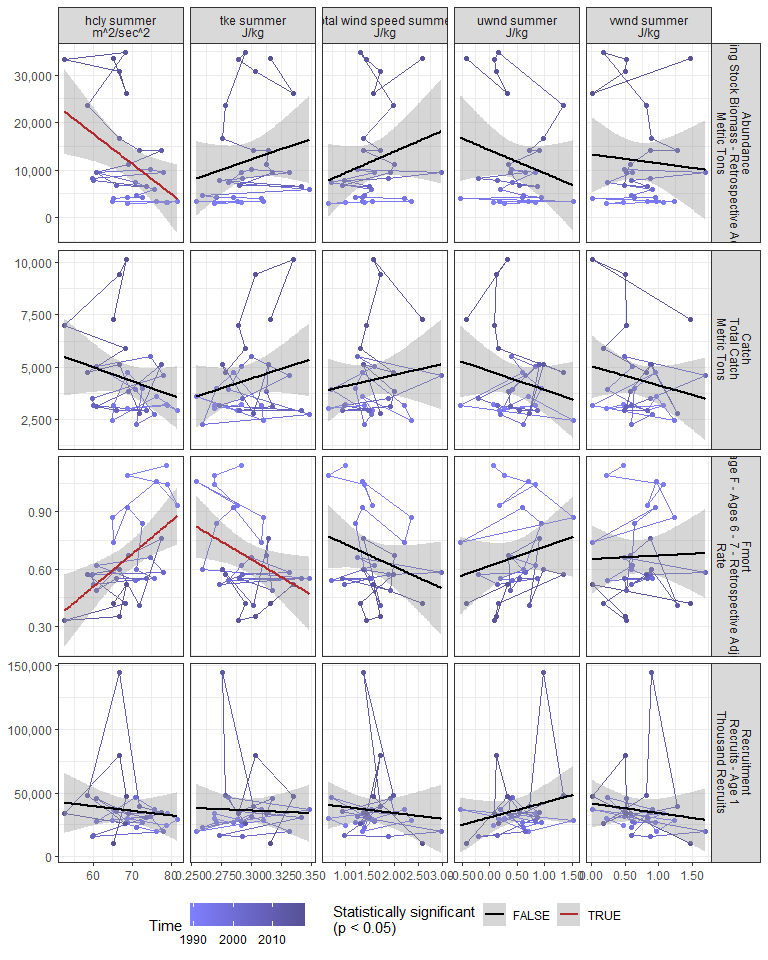 hcly summer
m^2/sec^2
tke summer
J/kg
otal wind speed summe
J/kg
uwnd summer
J/kg
vwnd summer
J/kg
30,000
20,000
10,000
0
ing Stock Biomass - Retrospective A
Abundance
Metric Tons
10,000
7,500
5,000
2,500
Catch
Total Catch
Metric Tons
0.90
0.60
0.30
Fmort
age F - Ages 6 - 7 - Retrospective Adj
Rate
150,000
100,000
50,000
0
Recruitment
Recruits - Age 1
Thousand Recruits
60 70 80
0.250 0.275 0.300 0.325 0.350
1.00 1.50 2.00 2.50 3.00
-0.50 0.00 0.50 1.00 1.50
0.00 0.50 1.00 1.50
Time
1990 2000 2010
Statistically significant
(p < 0.05)
FALSE
TRUE